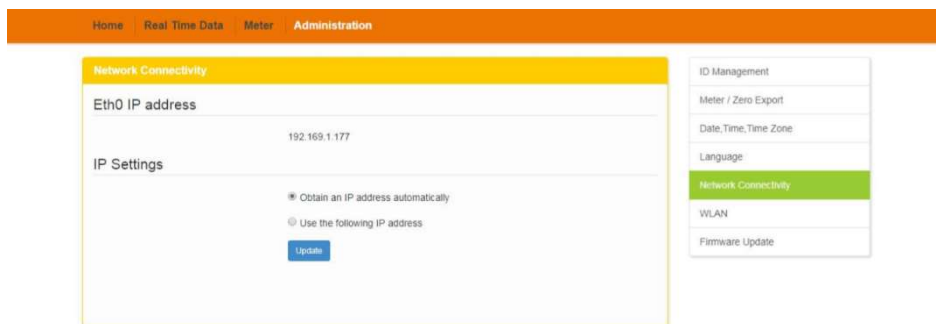 Home Real Time Data Meter Administration
Network Connectivity
Eth0 IP address
192.169.1.177
IP Settings
Obtain an IP address automatically
Use the following IP address
Update
ID Management
Meter / Zero Export
Date,Time,Time Zone
Language
Network Connectivity
WLAN
Firmware Update